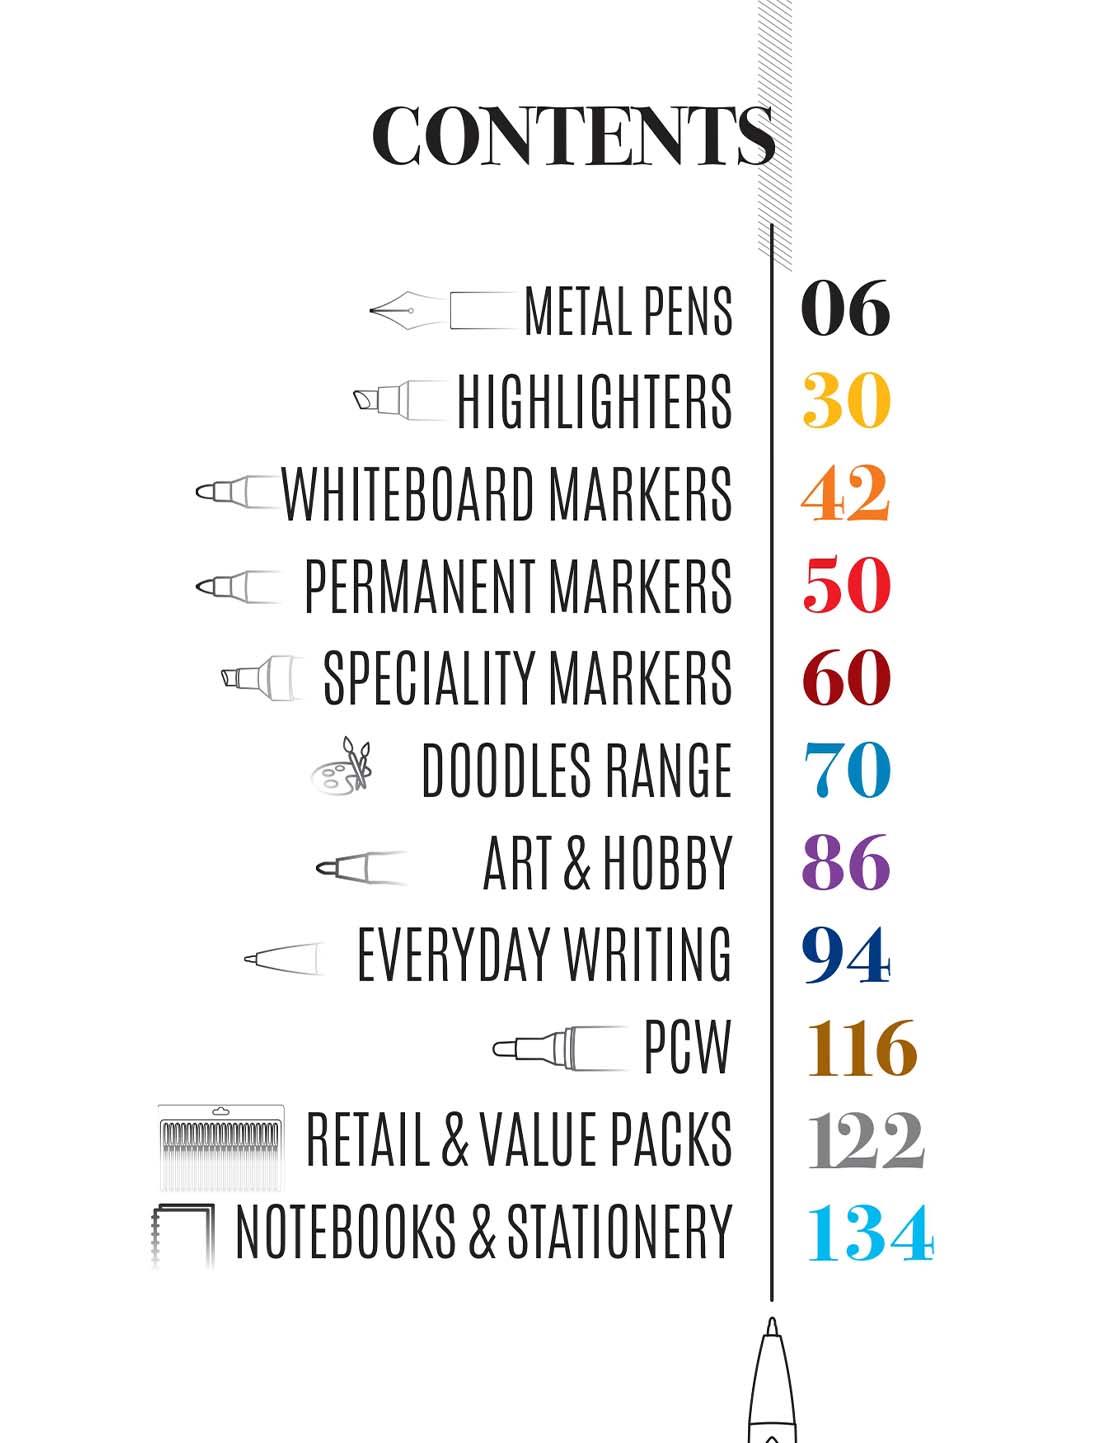 CONTENTS
METAL PENS 06
HIGHLIGHTERS 30
WHITEBOARD MARKERS 42
PERMANENT MARKERS 50
SPECIALITY MARKERS 60
DOODLES RANGE 70
ART & HOBBY 86
EVERYDAY WRITING 94
PCW 116
RETAIL & VALUE PACKS 122
NOTEBOOKS & STATIONERY 134